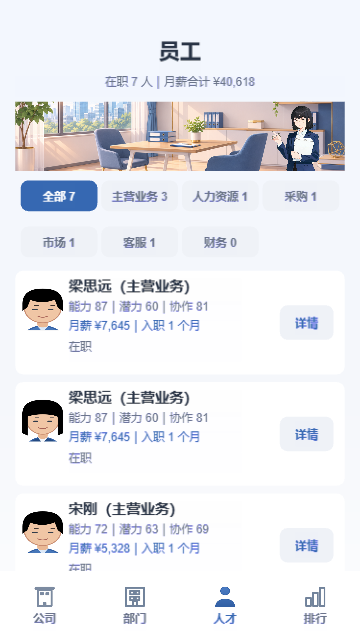 员工
在职 7 人 | 月薪合计 ¥40,618
全部 7
主营业务 3
人力资源 1
采购 1
市场 1
客服 1
财务 0
梁思远（主营业务）
能力 87 | 潜力 60 | 协作 81
月薪 ¥7,645 | 入职 1 个月
在职
详情
梁思远（主营业务）
能力 87 | 潜力 60 | 协作 81
月薪 ¥7,645 | 入职 1 个月
在职
详情
宋刚（主营业务）
能力 72 | 潜力 63 | 协作 69
月薪 ¥5,328 | 入职 1 个月
在职
详情
公司
部门
人才
排行